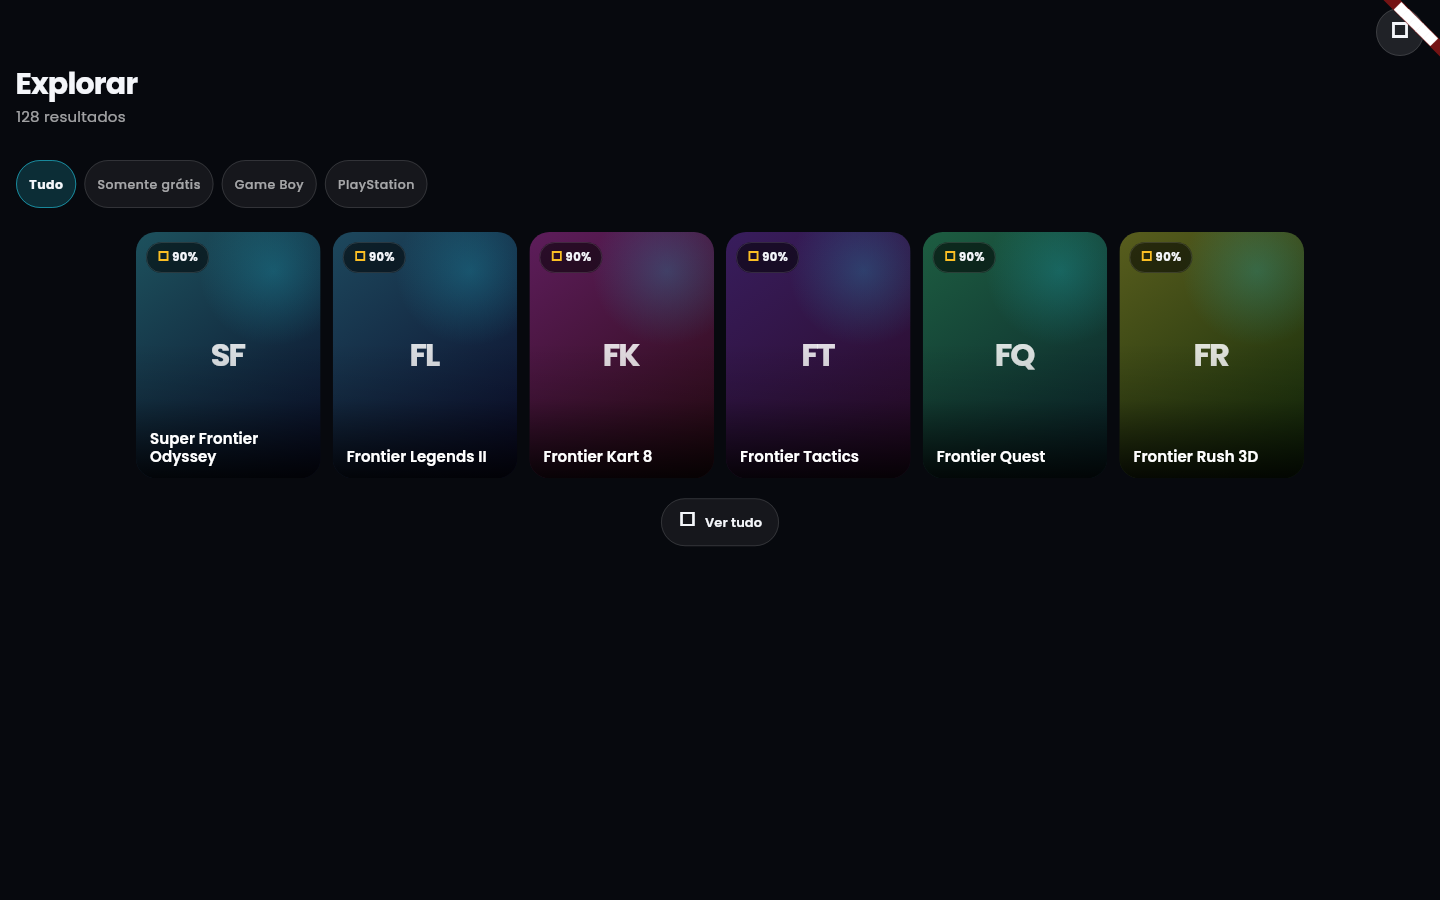 Explorar
128 resultados
Tudo
Somente grátis
Game Boy
PlayStation
90%
90%
90%
90%
90%
90%
SF
FL
FK
FT
FQ
FR
Super Frontier
Odyssey
Frontier Legends II
Frontier Kart 8
Frontier Tactics
Frontier Quest
Frontier Rush 3D
Ver tudo